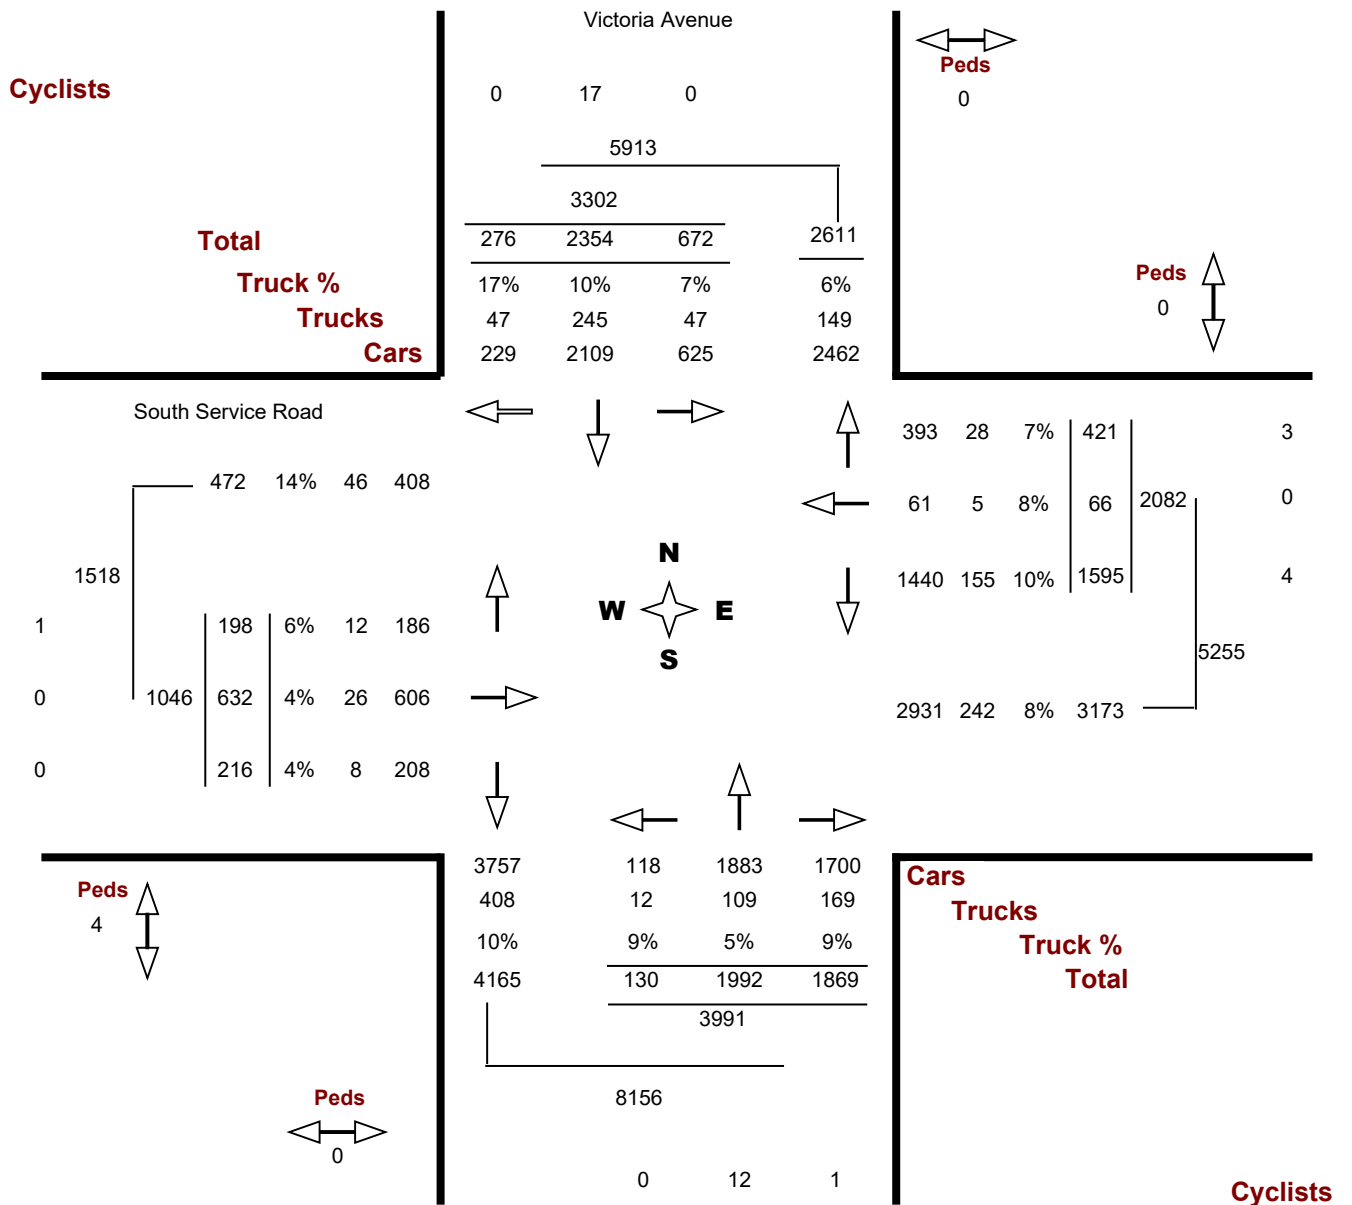 Victoria Avenue
Peds
0
Cyclists
0 17 0
5913
3302
Total 276 2354 672 2611
Truck % 17% 10% 7% 6%
Trucks 47 245 47 149
Cars 229 2109 625 2462
Peds
0
South Service Road
393 28 7% 421 3
472 14% 46 408
61 5 8% 66 2082 0
N
1518
1440 155 10% 1595 4
W E
1 198 6% 12 186
S
5255
0 1046 632 4% 26 606
2931 242 8% 3173
0 216 4% 8 208
3757 118 1883 1700 Cars
Peds
4
408 12 109 169 Trucks
10% 9% 5% 9% Truck %
4165 130 1992 1869 Total
3991
8156
Peds
0
0 12 1
Cyclists